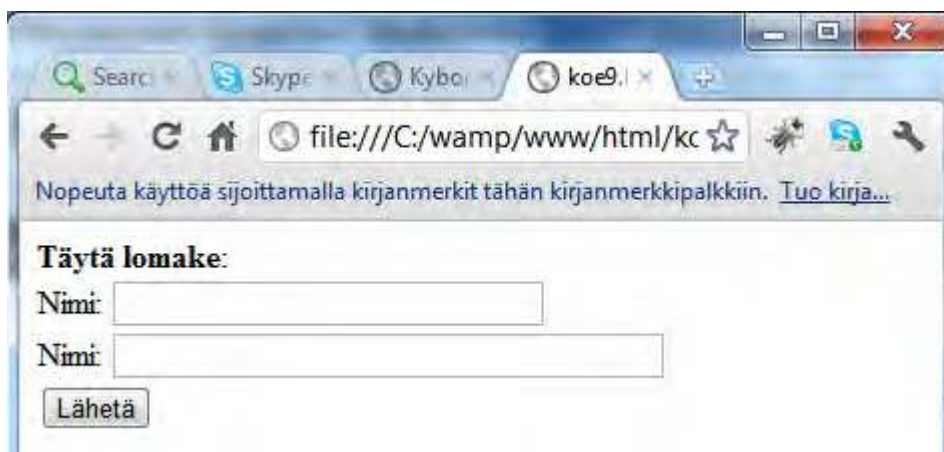 Searc Skype Kybo koe9.
file:///C:/wamp/www/html/kc
Nopeuta käyttöä sijoittamalla kirjanmerkit tähän kirjanmerkkipalkkiin. Tuo kirja...
Täytä lomake:
Nimi:
Nimi:
Lähetä